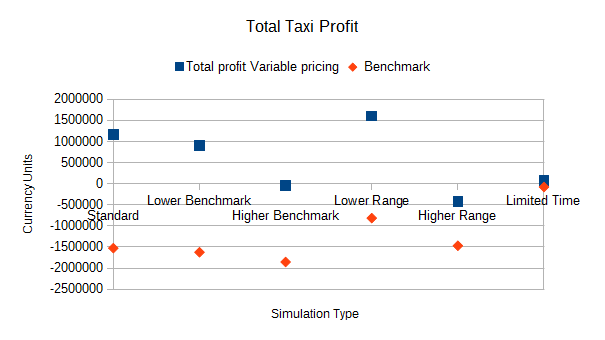 Total Taxi Profit
Total profit Variable pricing Benchmark
2000000
1500000
1000000
500000
0
-500000
-1000000
-1500000
-2000000
-2500000
Currency Units
Lower Benchmark Lower Range Limited Time
Standard Higher Benchmark Higher Range
Simulation Type